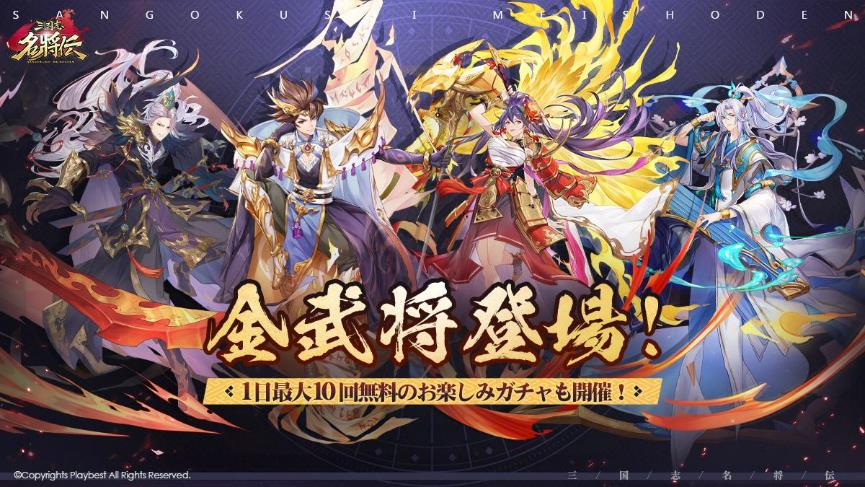 SANGOKUSHI MEISHODEN
三国志
名将伝
金武将登場!
1日最大10回無料のお楽しみガチャも開催!
©Copyrights Playbest All Rights Reserved.
三/国/志/名/将/伝